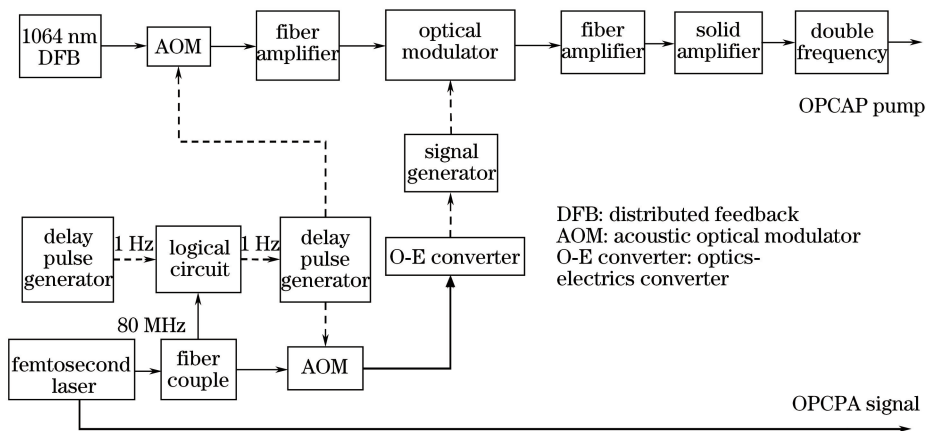 1064 nm
DFB
AOM
fiber
amplifier
optical
modulator
fiber
amplifier
solid
amplifier
double
frequency
OPCAP pump
signal
generator
delay
pulse
generator
1 Hz
logical
circuit
1 Hz
delay
pulse
generator
O-E converter
DFB: distributed feedback
AOM: acoustic optical modulator
O-E converter: optics-
electrics converter
80 MHz
femtosecond
laser
fiber
couple
AOM
OPCPA signal